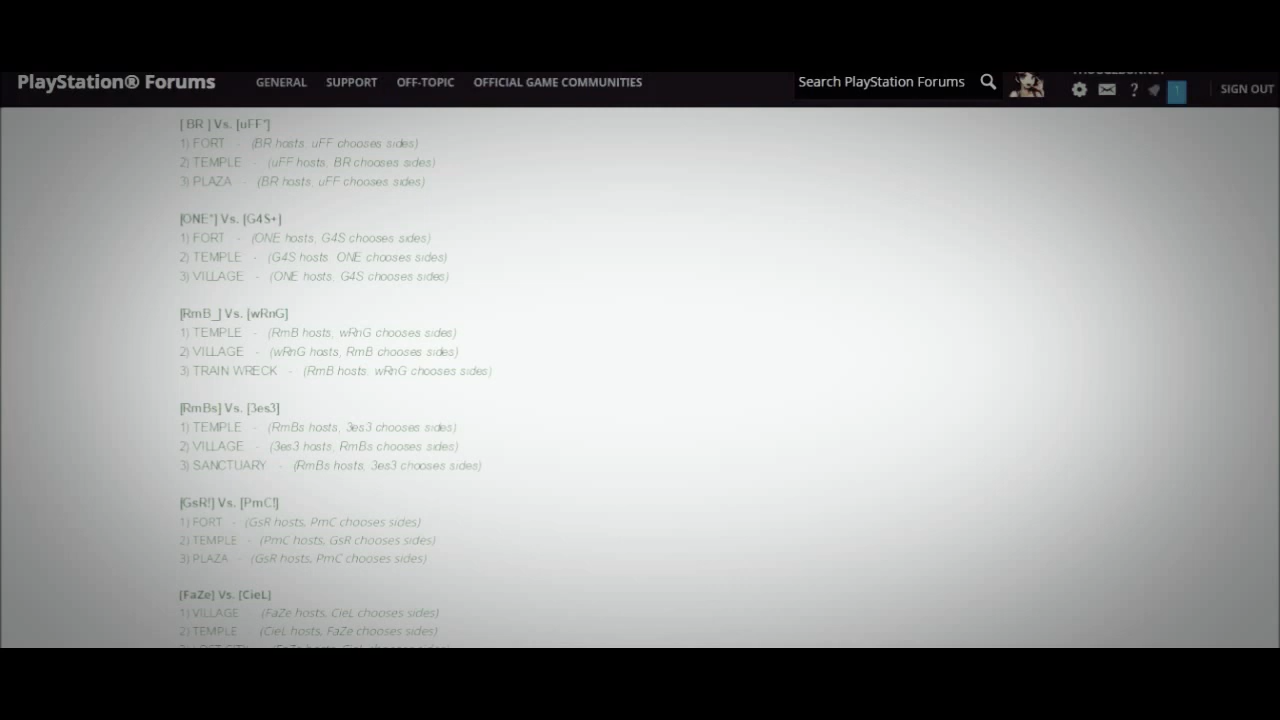 PlayStation® Forums GENERAL SUPPORT OFF-TOPIC OFFICIAL GAME COMMUNITIES Search PlayStation Forums ? 1 SIGN OUT
[ BR ] Vs. [uFF*]
1) FORT - (BR hosts, uFF chooses sides)
2) TEMPLE - (uFF hosts, BR chooses sides)
3) PLAZA - (BR hosts, uFF chooses sides)
[ONE*] Vs. [G4S+]
1) FORT - (ONE hosts, G4S chooses sides)
2) TEMPLE - (G4S hosts, ONE chooses sides)
3) VILLAGE - (ONE hosts, G4S chooses sides)
[RmB_] Vs. [wRnG]
1) TEMPLE - (RmB hosts, wRnG chooses sides)
2) VILLAGE - (wRnG hosts, RmB chooses sides)
3) TRAIN WRECK - (RmB hosts, wRnG chooses sides)
[RmBs] Vs. [3es3]
1) TEMPLE - (RmBs hosts, 3es3 chooses sides)
2) VILLAGE - (3es3 hosts, RmBs chooses sides)
3) SANCTUARY - (RmBs hosts, 3es3 chooses sides)
[GsR!] Vs. [PmC!]
1) FORT - (GsR hosts, PmC chooses sides)
2) TEMPLE - (PmC hosts, GsR chooses sides)
3) PLAZA - (GsR hosts, PmC chooses sides)
[FaZe] Vs. [CieL]
1) VILLAGE (FaZe hosts, CieL chooses sides)
2) TEMPLE (CieL hosts, FaZe chooses sides)